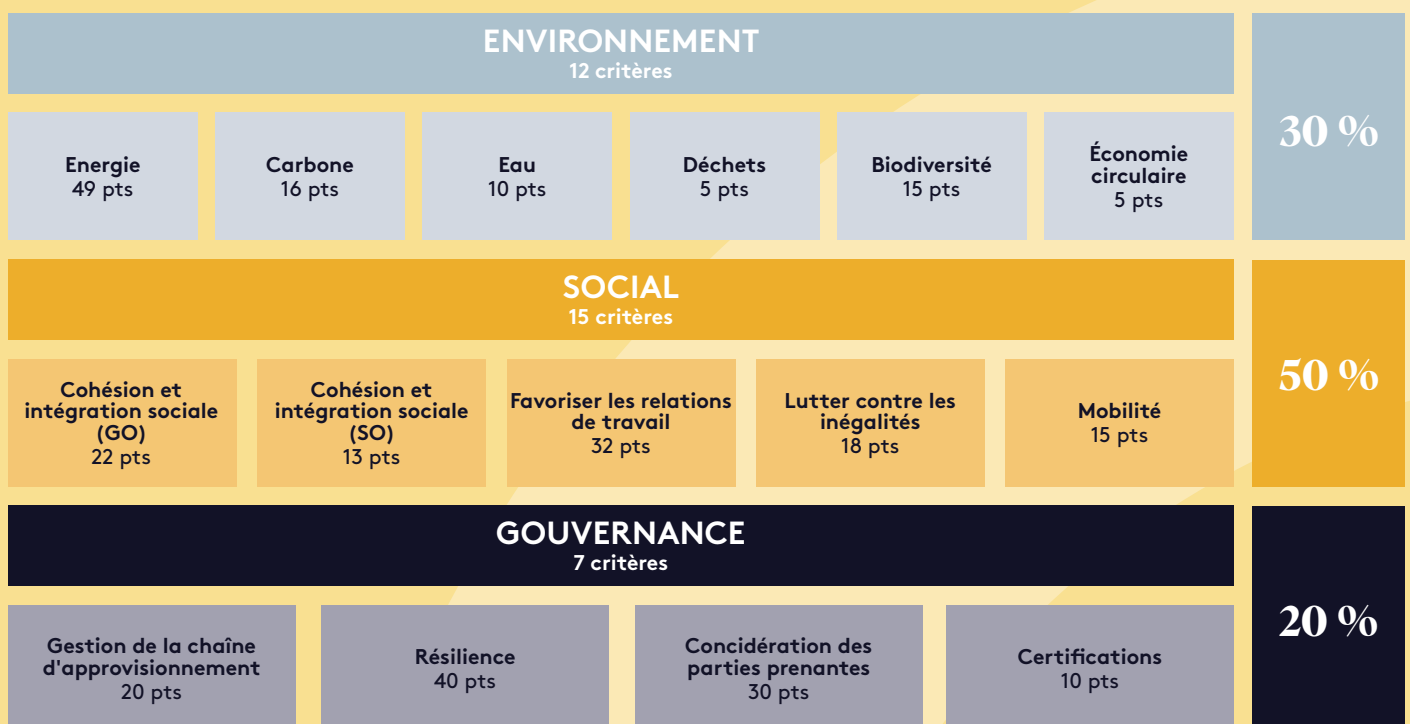 ENVIRONNEMENT
12 critères
30 %
Energie
49 pts
Carbone
16 pts
Eau
10 pts
Déchets
5 pts
Biodiversité
15 pts
Économie
circulaire
5 pts
SOCIAL
15 critères
50 %
Cohésion et
intégration sociale
(GO)
22 pts
Cohésion et
intégration sociale
(SO)
13 pts
Favoriser les relations
de travail
32 pts
Lutter contre les
inégalités
18 pts
Mobilité
15 pts
GOUVERNANCE
7 critères
20 %
Gestion de la chaîne
d'approvisionnement
20 pts
Résilience
40 pts
Concidération des
parties prenantes
30 pts
Certifications
10 pts